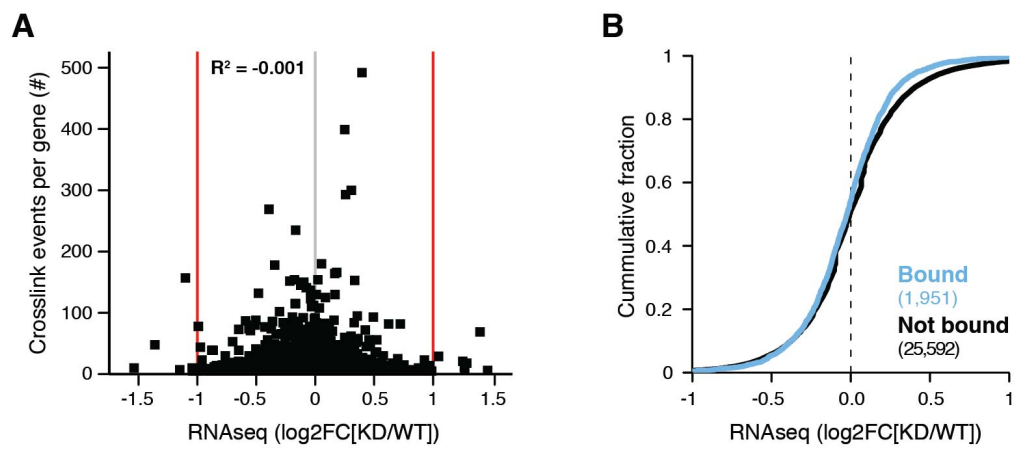 A
R² = -0.001
Crosslink events per gene (#)
500
400
300
200
100
0
-1.5
-1
-0.5
0
0.5
1
1.5
RNAseq (log2FC[KD/WT])
B
Cummulative fraction
1
0.8
0.6
0.4
0.2
0
Bound
(1,951)
Not bound
(25,592)
-1
-0.5
0.0
0.5
1
RNAseq (log2FC[KD/WT])